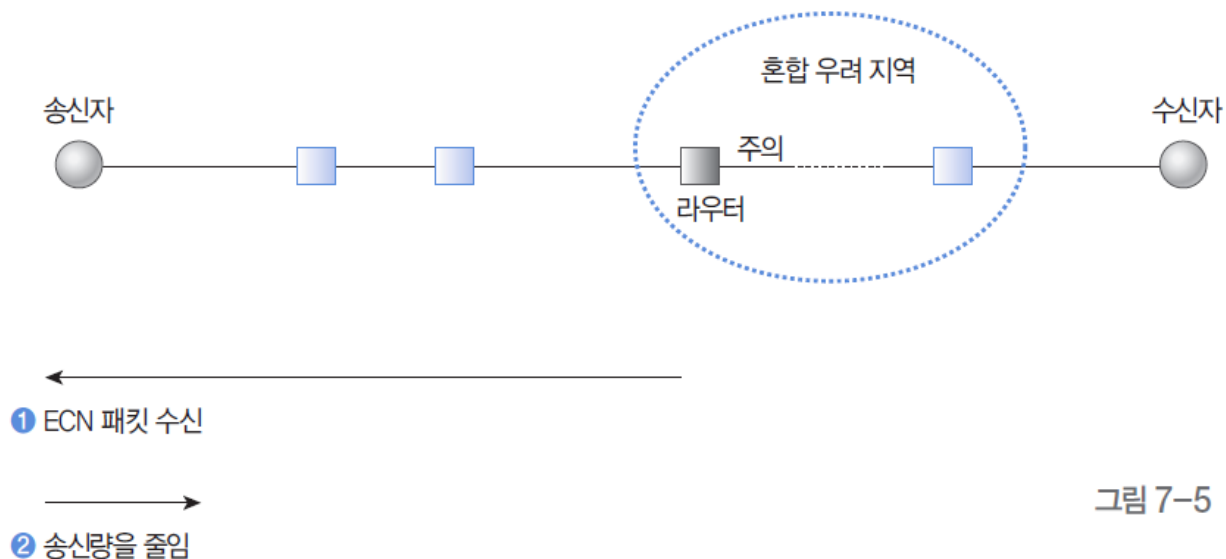 혼합 우려 지역
송신자
수신자
주의
라우터
❶ ECN 패킷 수신
그림 7-5
❷ 송신량을 줄임